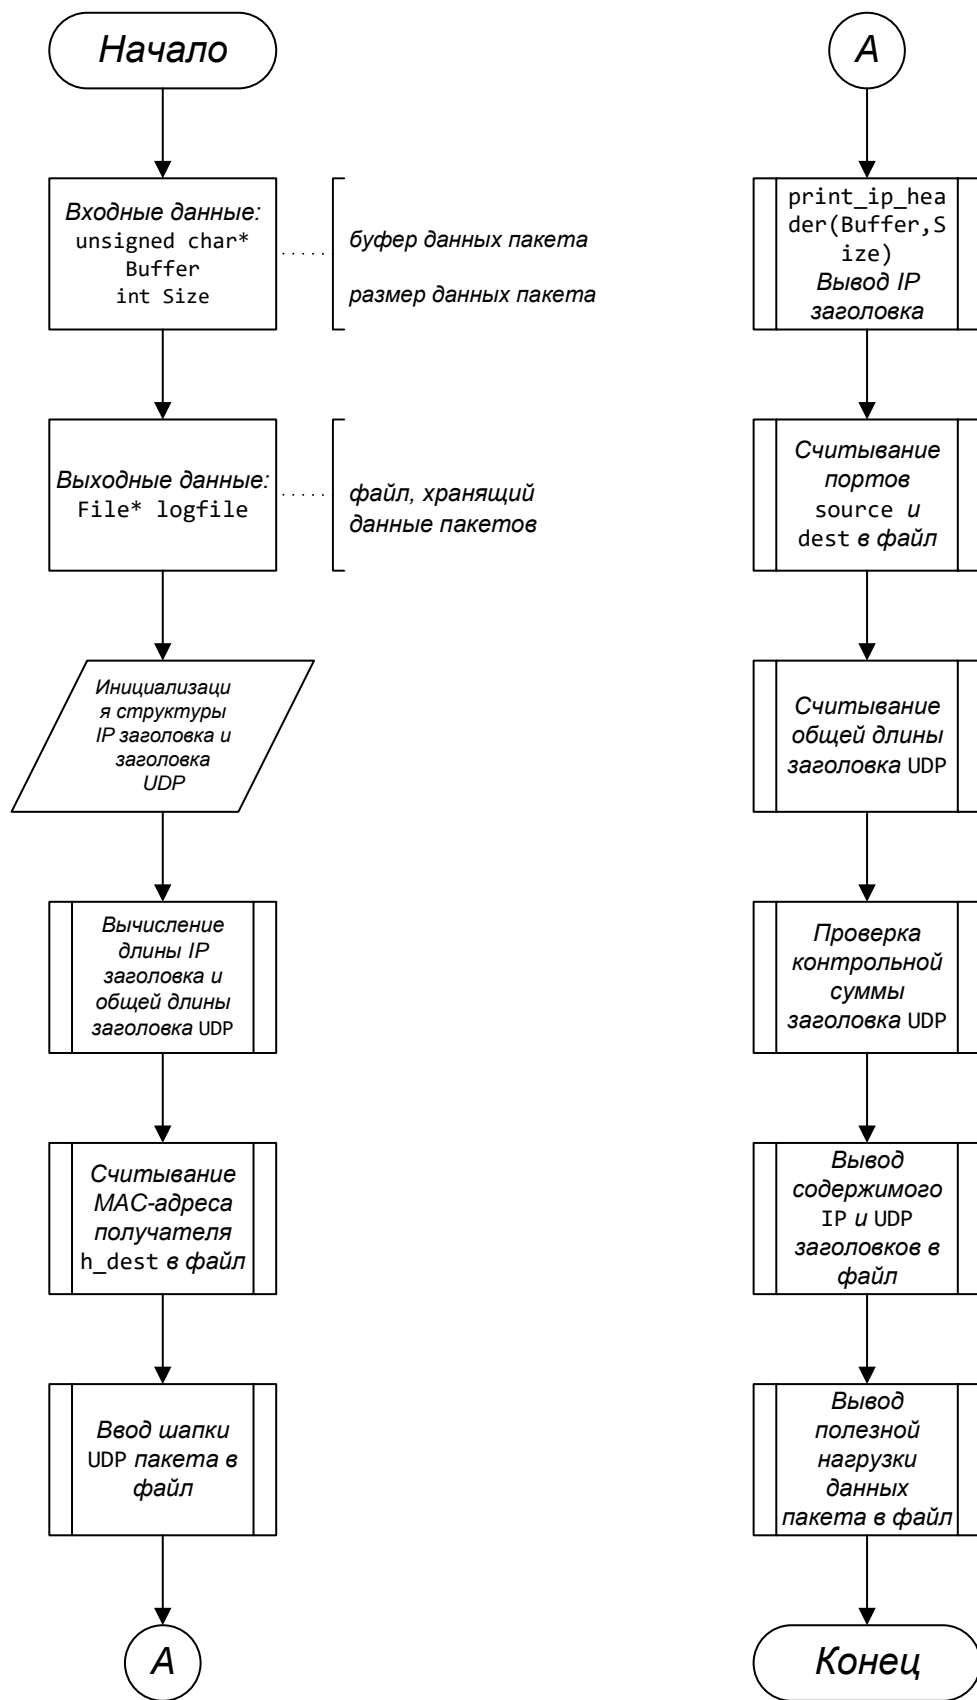 Начало
Входные данные:
unsigned char*
Buffer
int Size
буфер данных пакета
размер данных пакета
Выходные данные:
File* logfile
файл, хранящий
данные пакетов
Инициализаци
я структуры
IP заголовка и
заголовка
UDP
Вычисление
длины IP
заголовка и
общей длины
заголовка UDP
Считывание
MAC-адреса
получателя
h_dest в файл
Ввод шапки
UDP пакета в
файл
A
A
print_ip_hea
der(Buffer,S
ize)
Вывод IP
заголовка
Считывание
портов
source и
dest в файл
Считывание
общей длины
заголовка UDP
Проверка
контрольной
суммы
заголовка UDP
Вывод
содержимого
IP и UDP
заголовков в
файл
Вывод
полезной
нагрузки
данных
пакета в файл
Конец